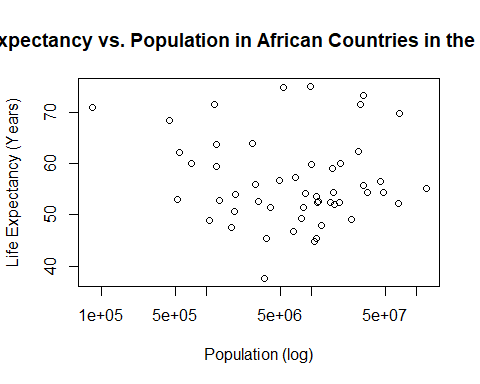 xpectancy vs. Population in African Countries in the
Life Expectancy (Years)
70
60
50
40
1e+05 5e+05 5e+06 5e+07
Population (log)